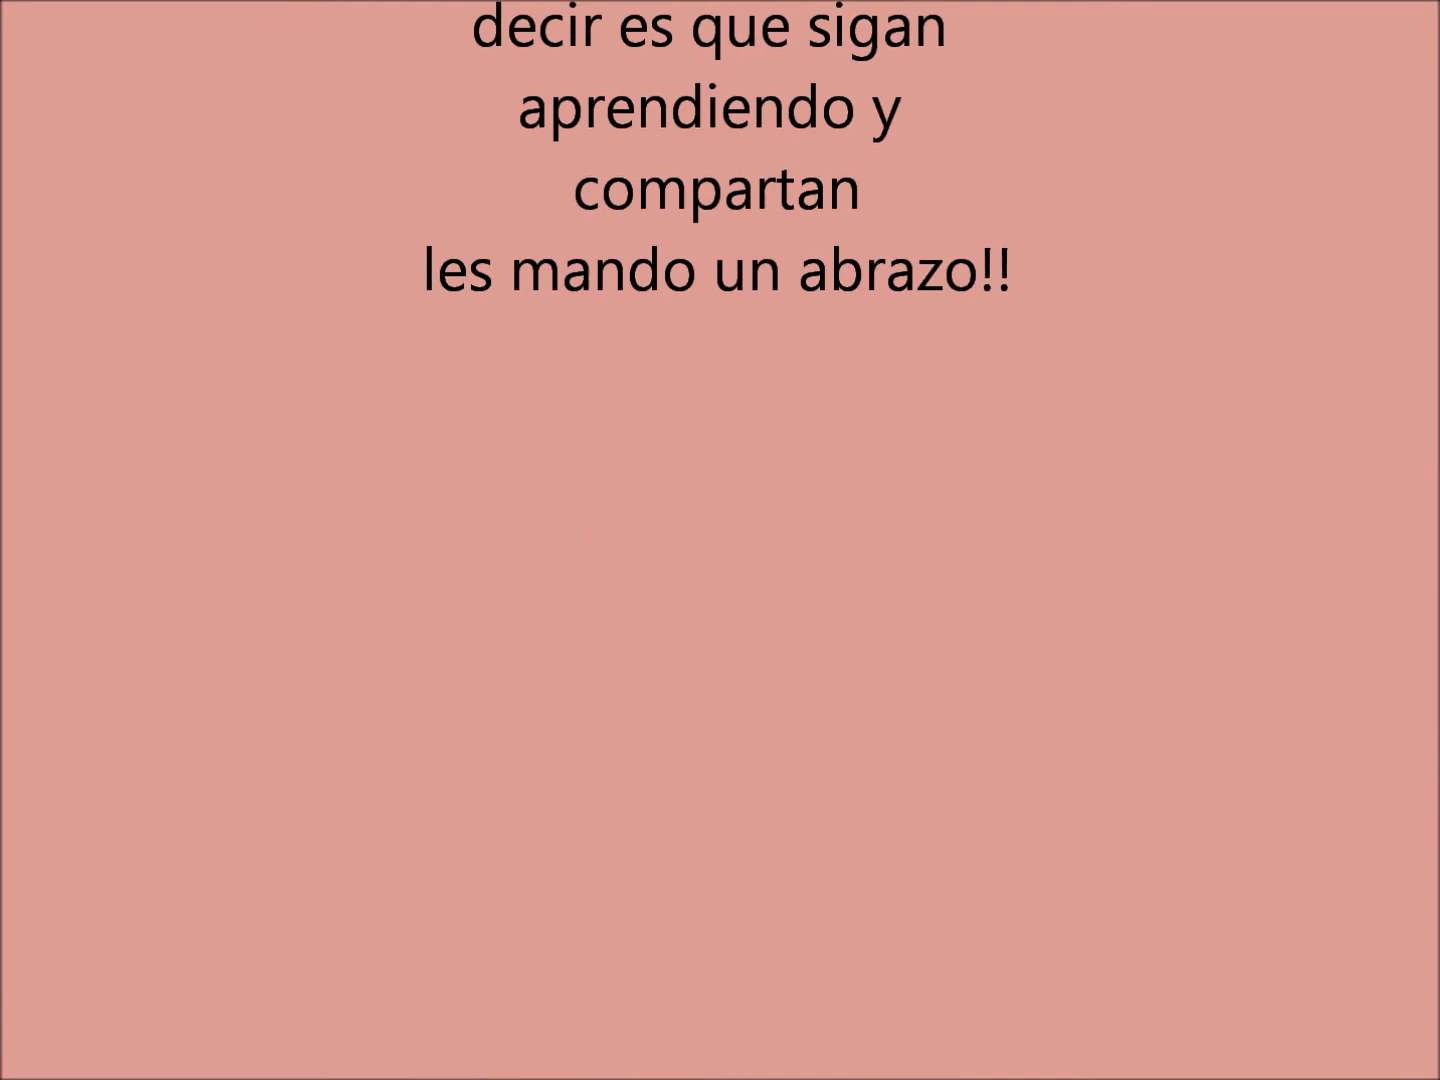 decir es que sigan
aprendiendo y
compartan
les mando un abrazo!!